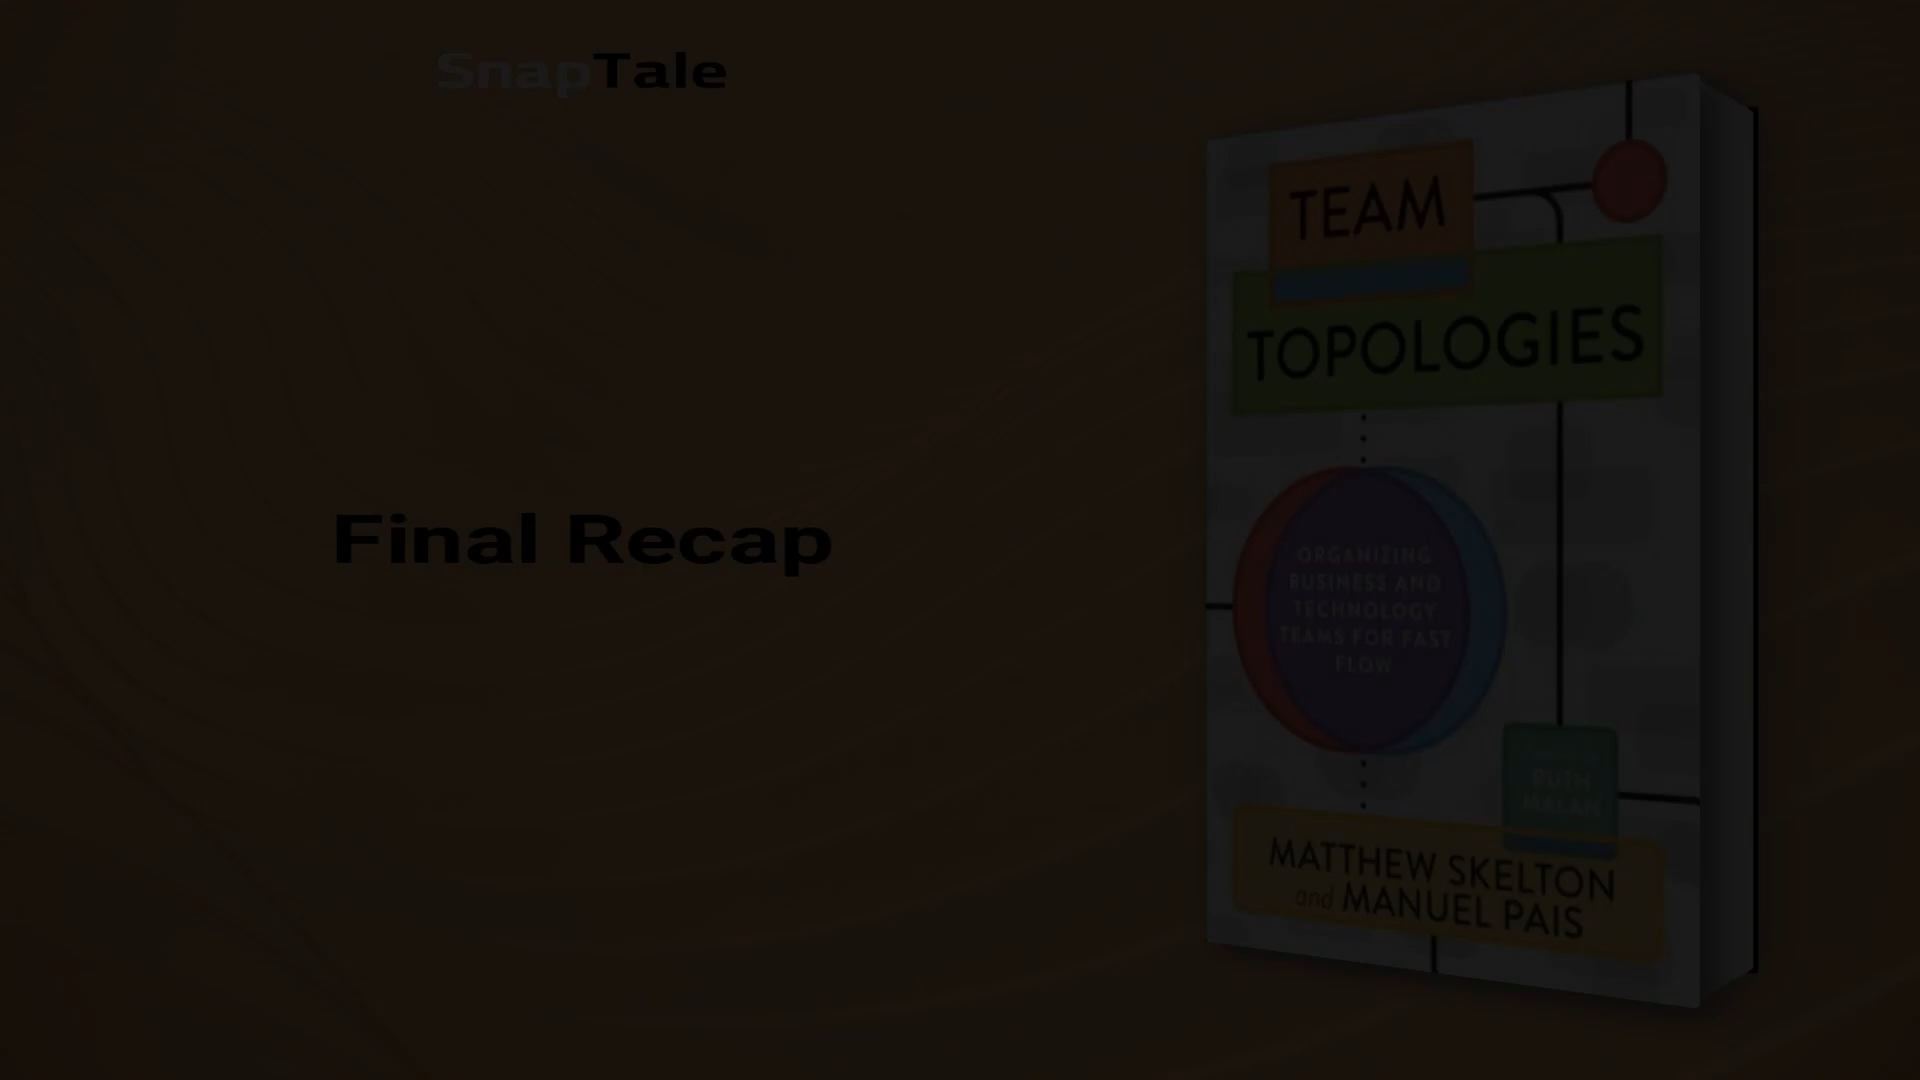 SnapTale
Final Recap
TEAM
TOPOLOGIES
ORGANIZING
BUSINESS AND
TECHNOLOGY
TEAMS FOR FAST
FLOW
RUTH
MALAN
MATTHEW SKELTON
and MANUEL PAIS